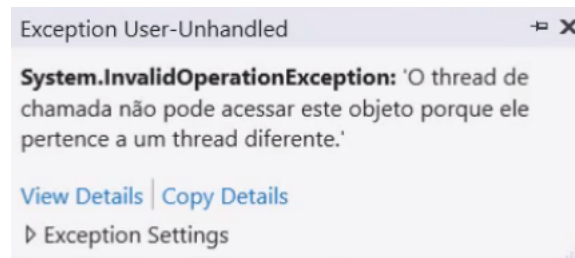 Exception User-Unhandled
System.InvalidOperationException: 'O thread de
chamada não pode acessar este objeto porque ele
pertence a um thread diferente.'
View Details | Copy Details
Exception Settings